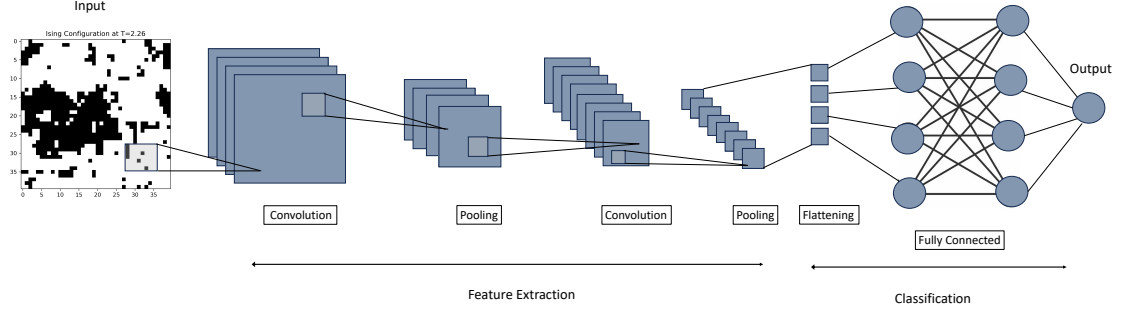 Input
Ising Configuration at T=2.26
0
5
10
15
20
25
30
35
0 5 10 15 20 25 30 35
Output
Convolution
Pooling
Convolution
Pooling
Flattening
Fully Connected
Feature Extraction
Classification